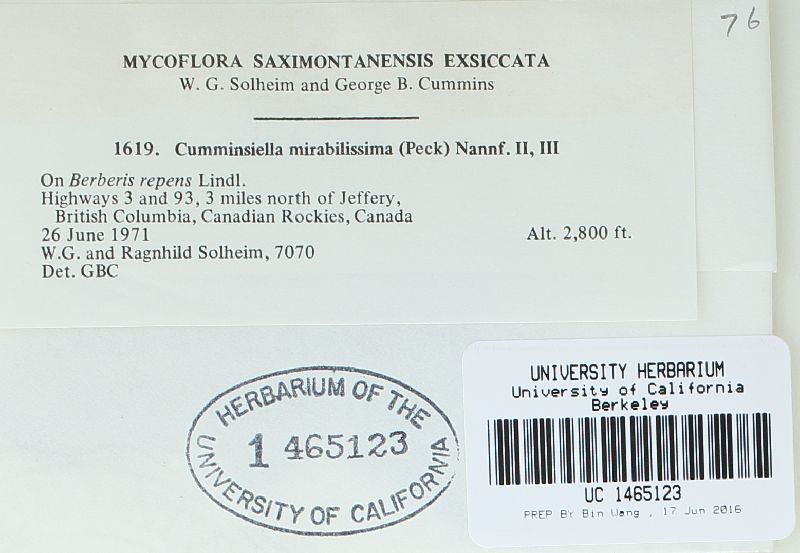 76
MYCOFLORA SAXIMONTANENSIS EXSICCATA
W. G. Solheim and George B. Cummins
1619. Cumminsiella mirabilissima (Peck) Nannf. II, III
On Berberis repens Lindl.
Highways 3 and 93, 3 miles north of Jeffery,
British Columbia, Canadian Rockies, Canada
26 June 1971 Alt. 2,800 ft.
W.G. and Ragnhild Solheim, 7070
Det. GBC
HERBARIUM OF THE
1 465123
UNIVERSITY OF CALIFORNIA
UNIVERSITY HERBARIUM
University of California
Berkeley
UC 1465123
PREP BY Bin Wang , 17 Jun 2016